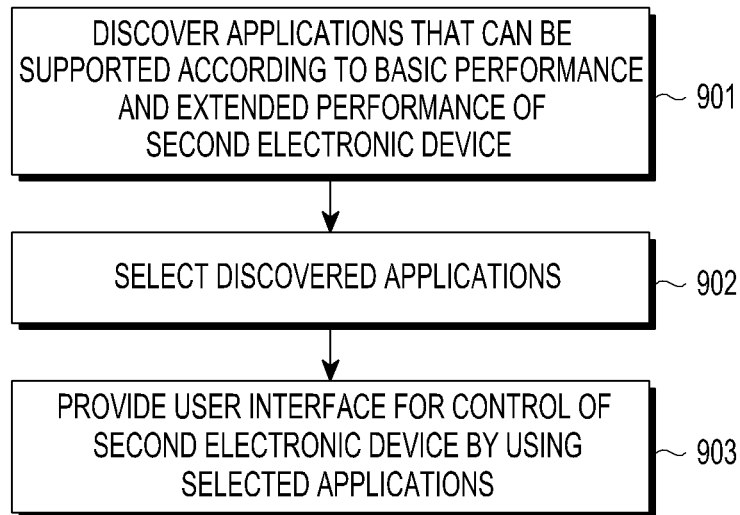 DISCOVER APPLICATIONS THAT CAN BE
SUPPORTED ACCORDING TO BASIC PERFORMANCE
AND EXTENDED PERFORMANCE OF
SECOND ELECTRONIC DEVICE
901
SELECT DISCOVERED APPLICATIONS
902
PROVIDE USER INTERFACE FOR CONTROL OF
SECOND ELECTRONIC DEVICE BY USING
SELECTED APPLICATIONS
903